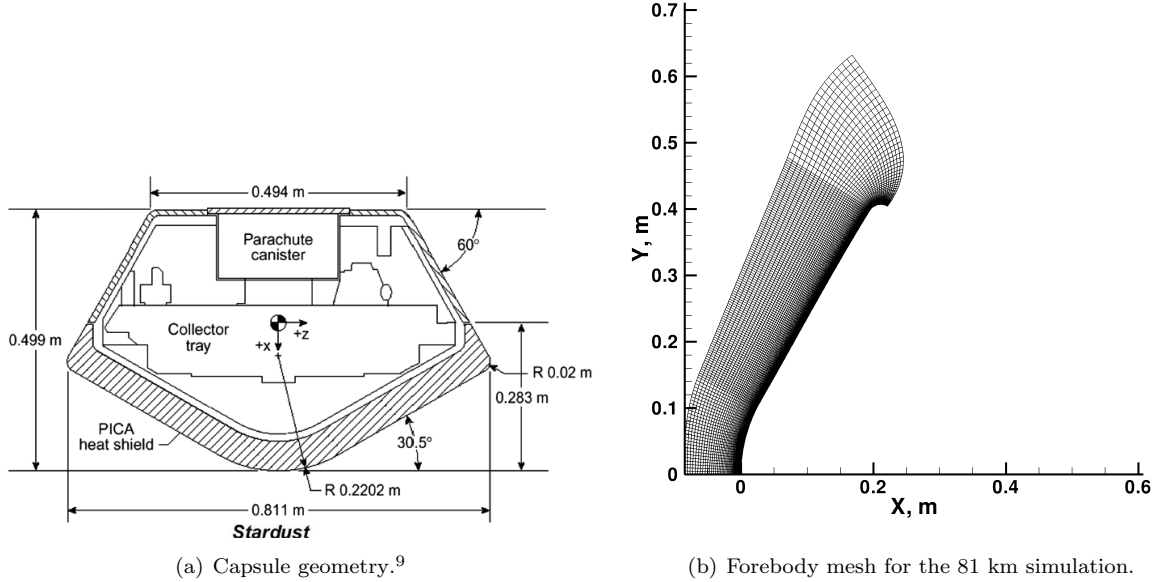 0.494 m
Parachute
canister
60°
0.499 m
Collector
tray
+z
+x
R 0.02 m
0.283 m
PICA
heat shield
30.5°
R 0.2202 m
0.811 m
Stardust
(a) Capsule geometry.⁹
0.7
0.6
0.5
0.4
0.3
0.2
0.1
0
Y, m
0
0.2
0.4
0.6
X, m
(b) Forebody mesh for the 81 km simulation.